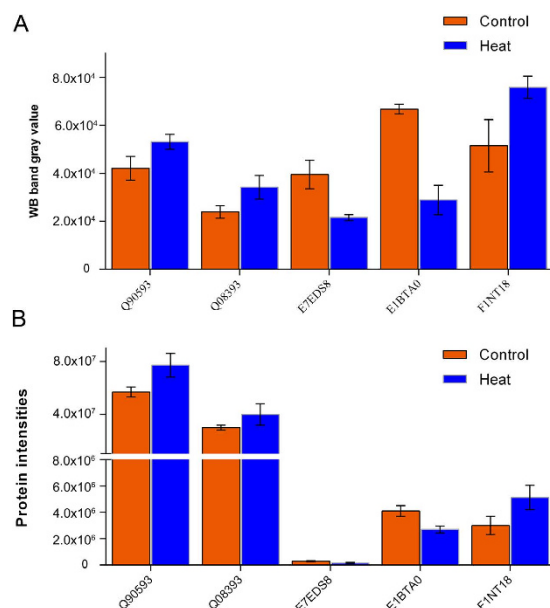 A
Control
Heat
WB band gray value
8.0x10⁴
6.0x10⁴
4.0x10⁴
2.0x10⁴
0
Q90593
Q08393
E7EDS8
E1BTA0
F1NT18
B
Control
Heat
Protein intensities
8.0x10⁷
4.0x10⁷
8.0x10⁶
6.0x10⁶
4.0x10⁶
2.0x10⁶
0
Q90593
Q08393
E7EDS8
E1BTA0
F1NT18